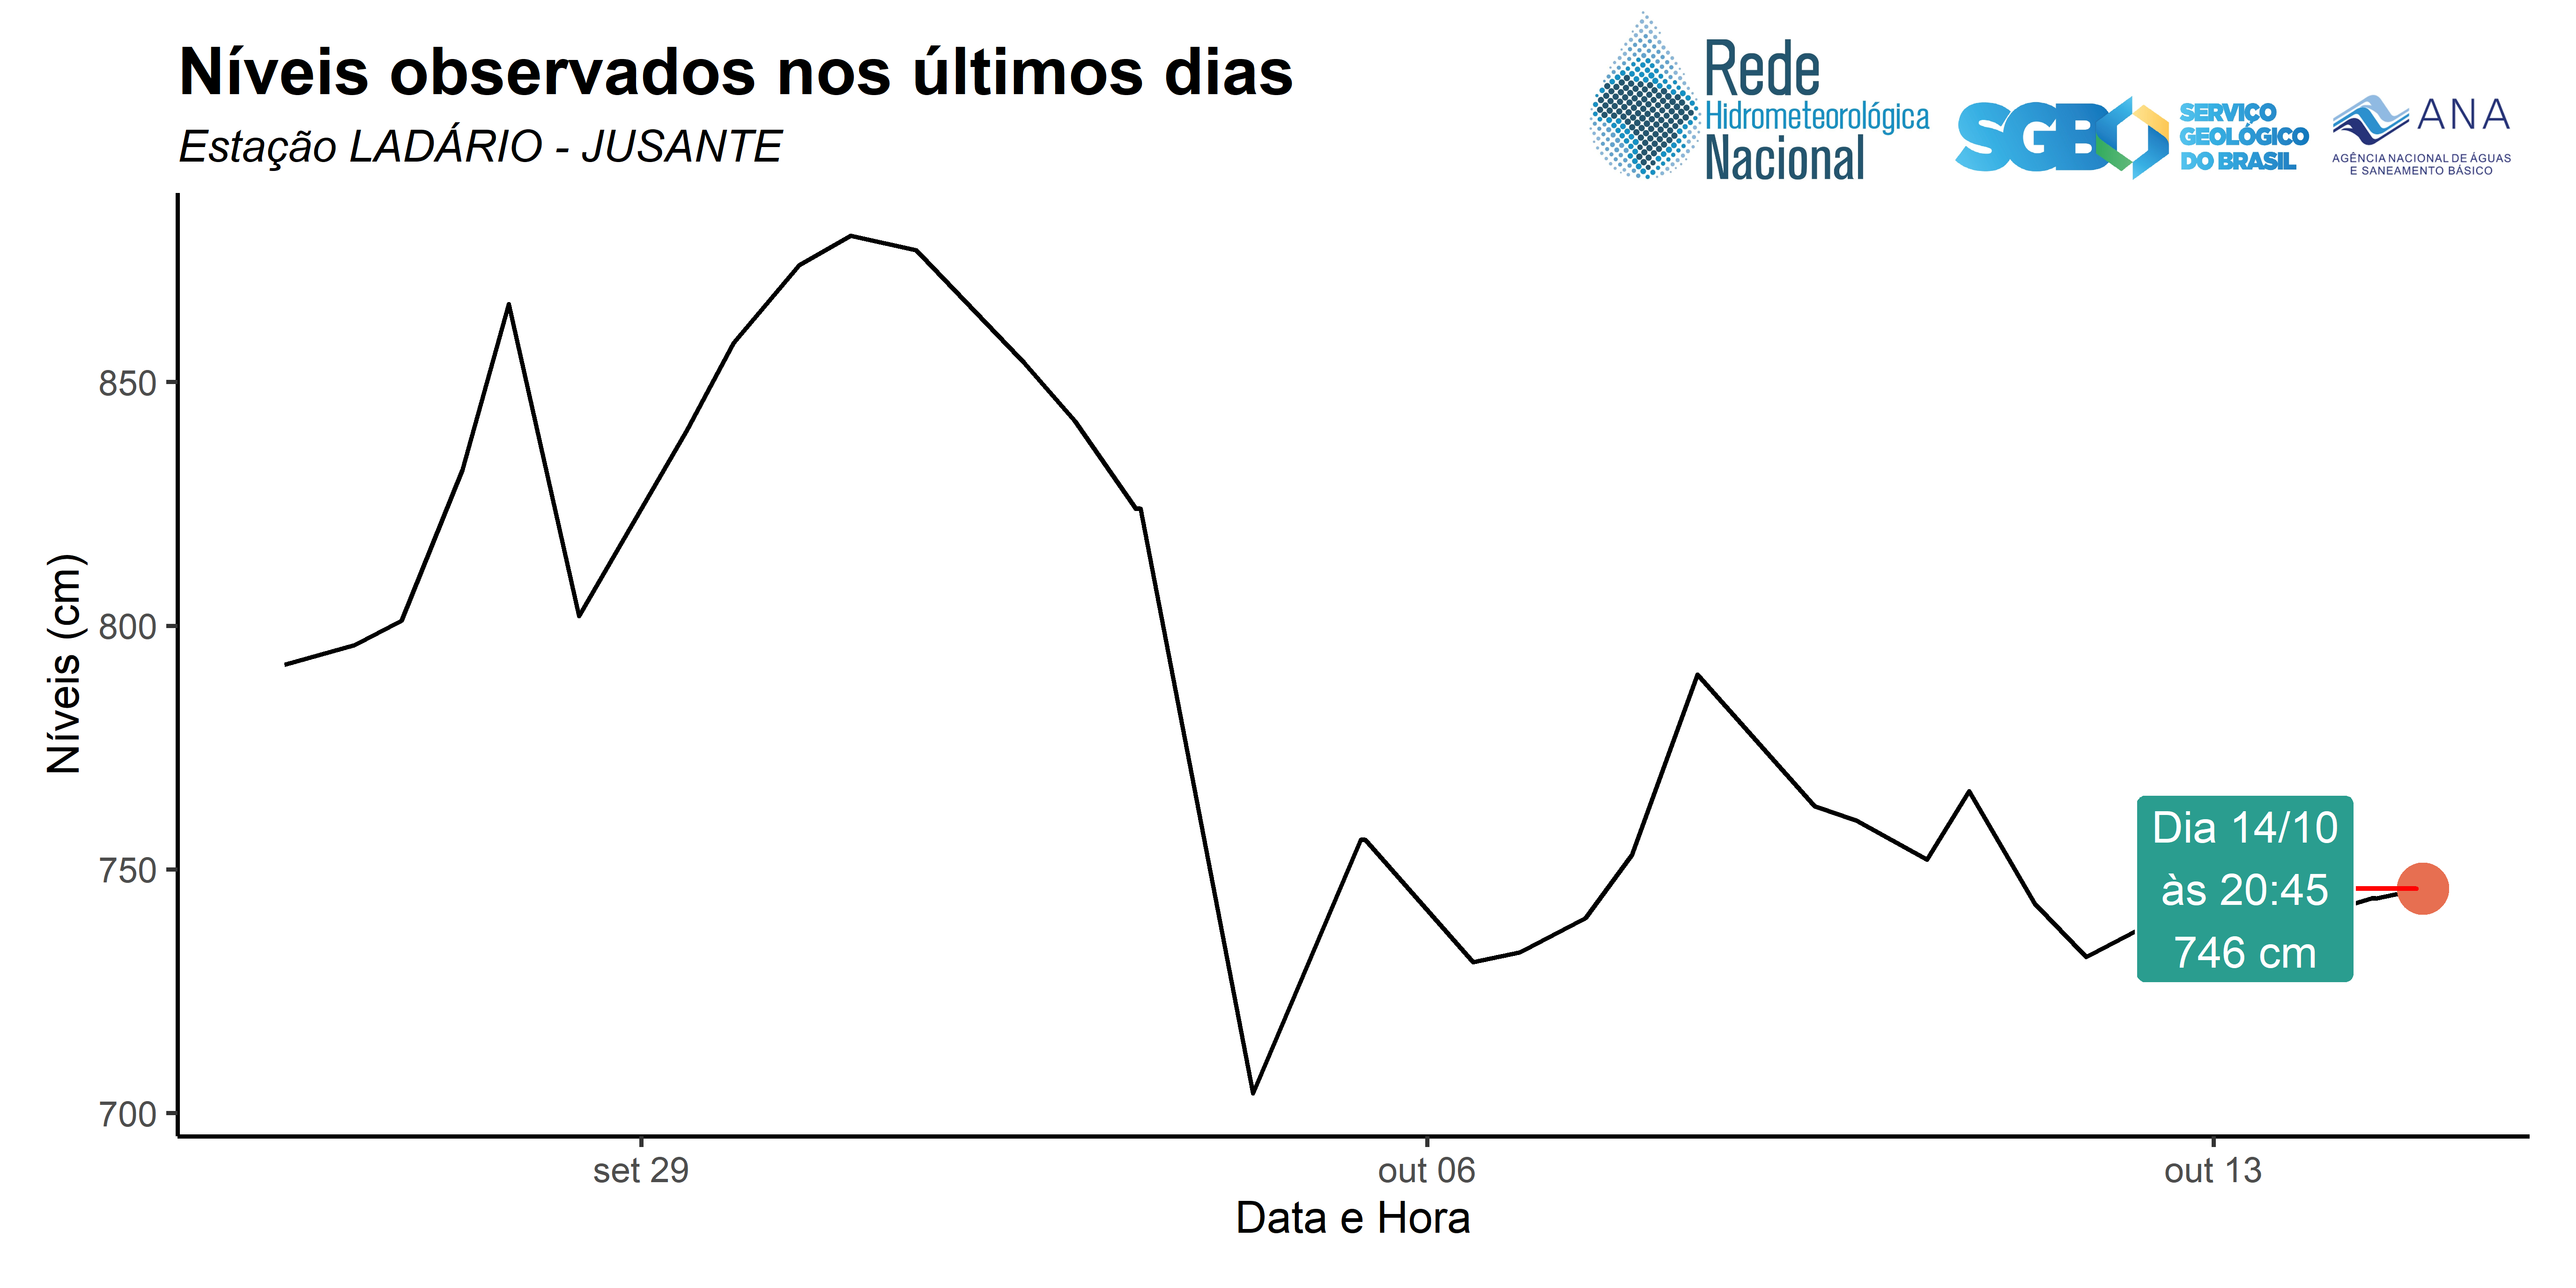 Níveis observados nos últimos dias
Estação LADÁRIO - JUSANTE
Rede
Hidrometeorológica
Nacional
SGB
SERVIÇO
GEOLÓGICO
DO BRASIL
ANA
AGÊNCIA NACIONAL DE ÁGUAS
E SANEAMENTO BÁSICO
Níveis (cm)
850
800
750
700
Dia 14/10
às 20:45
746 cm
set 29
out 06
out 13
Data e Hora